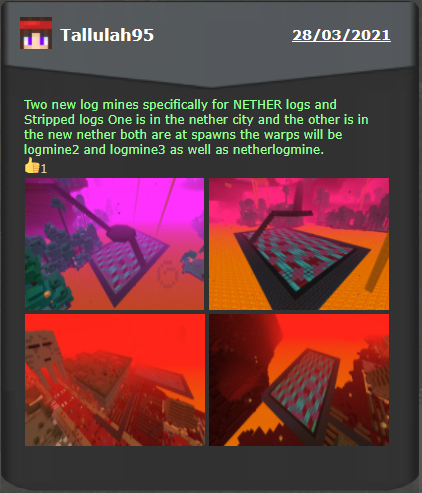 Tallulah95
28/03/2021
Two new log mines specifically for NETHER logs and
Stripped logs One is in the nether city and the other is in
the new nether both are at spawns the warps will be
logmine2 and logmine3 as well as netherlogmine.
1